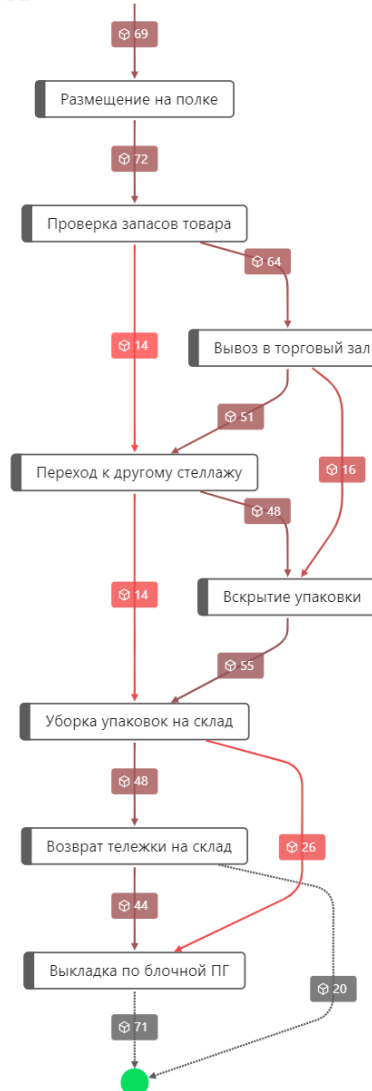 69
Размещение на полке
72
Проверка запасов товара
64
14
Вывоз в торговый зал
51
16
Переход к другому стеллажу
48
14
Вскрытие упаковки
55
Уборка упаковок на склад
48
26
Возврат тележки на склад
44
Выкладка по блочной ПГ
20
71